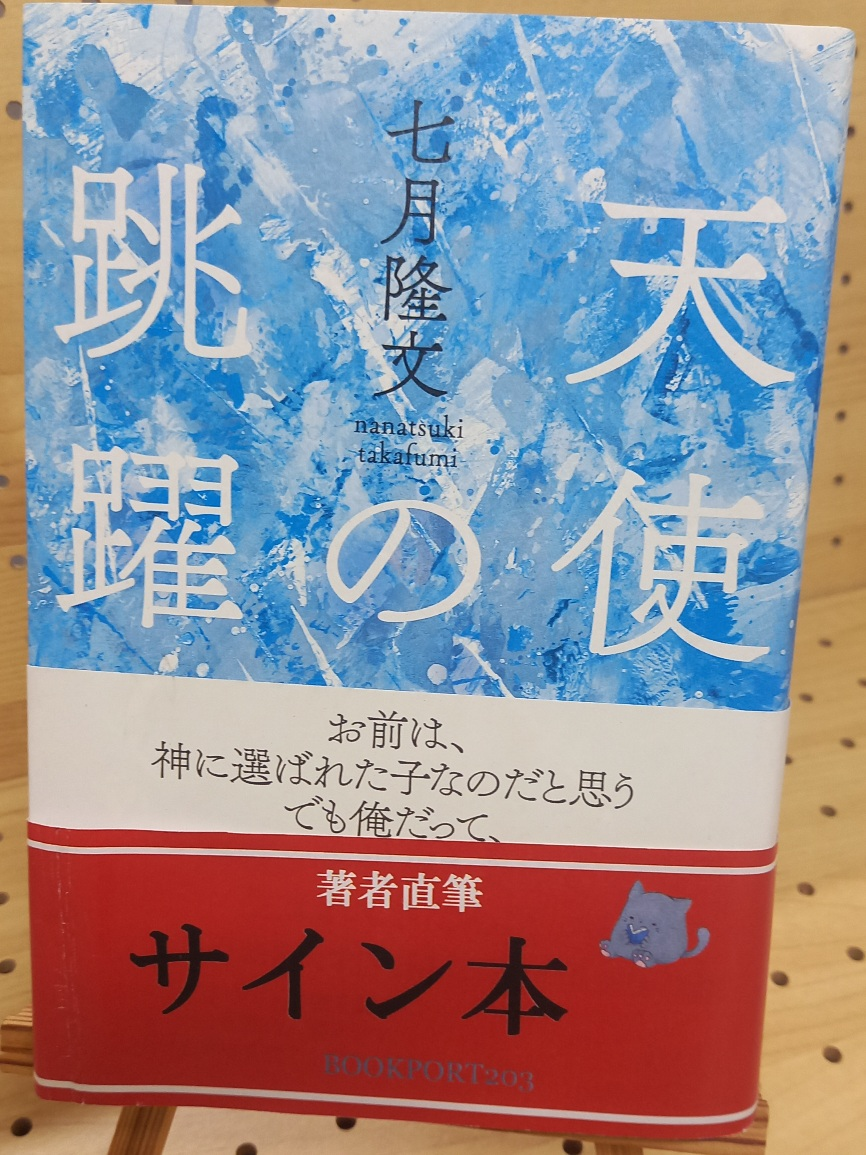 天使の跳躍
七月隆文
nanatsuki
takafumi
お前は、
神に選ばれた子なのだと思う
でも俺だって、
著者直筆
サイン本
BOOKPORT203